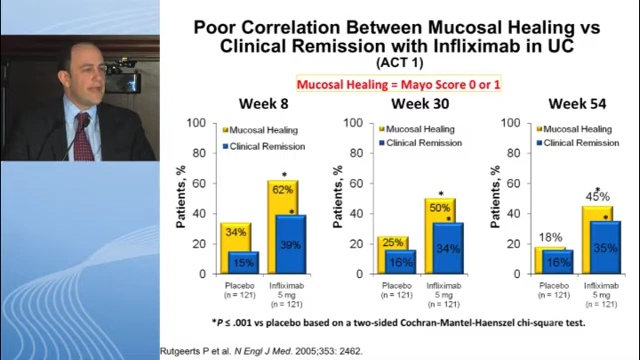 Poor Correlation Between Mucosal Healing vs
Clinical Remission with Infliximab in UC
(ACT 1)
Mucosal Healing = Mayo Score 0 or 1
Week 8
Week 30
Week 54
Patients, %
100
80
60
40
20
0
Mucosal Healing
Clinical Remission
34%
15%
*
62%
*
39%
Placebo
(n = 121)
Infliximab
5 mg
(n = 121)
Patients, %
100
80
60
40
20
0
Mucosal Healing
Clinical Remission
25%
16%
*
50%
*
34%
Placebo
(n = 121)
Infliximab
5 mg
(n = 121)
Patients, %
100
80
60
40
20
0
Mucosal Healing
Clinical Remission
18%
16%
*
45%
*
35%
Placebo
(n = 121)
Infliximab
5 mg
(n = 121)
*P ≤ .001 vs placebo based on a two-sided Cochran-Mantel-Haenszel chi-square test.
Rutgeerts P et al. N Engl J Med. 2005;353: 2462.